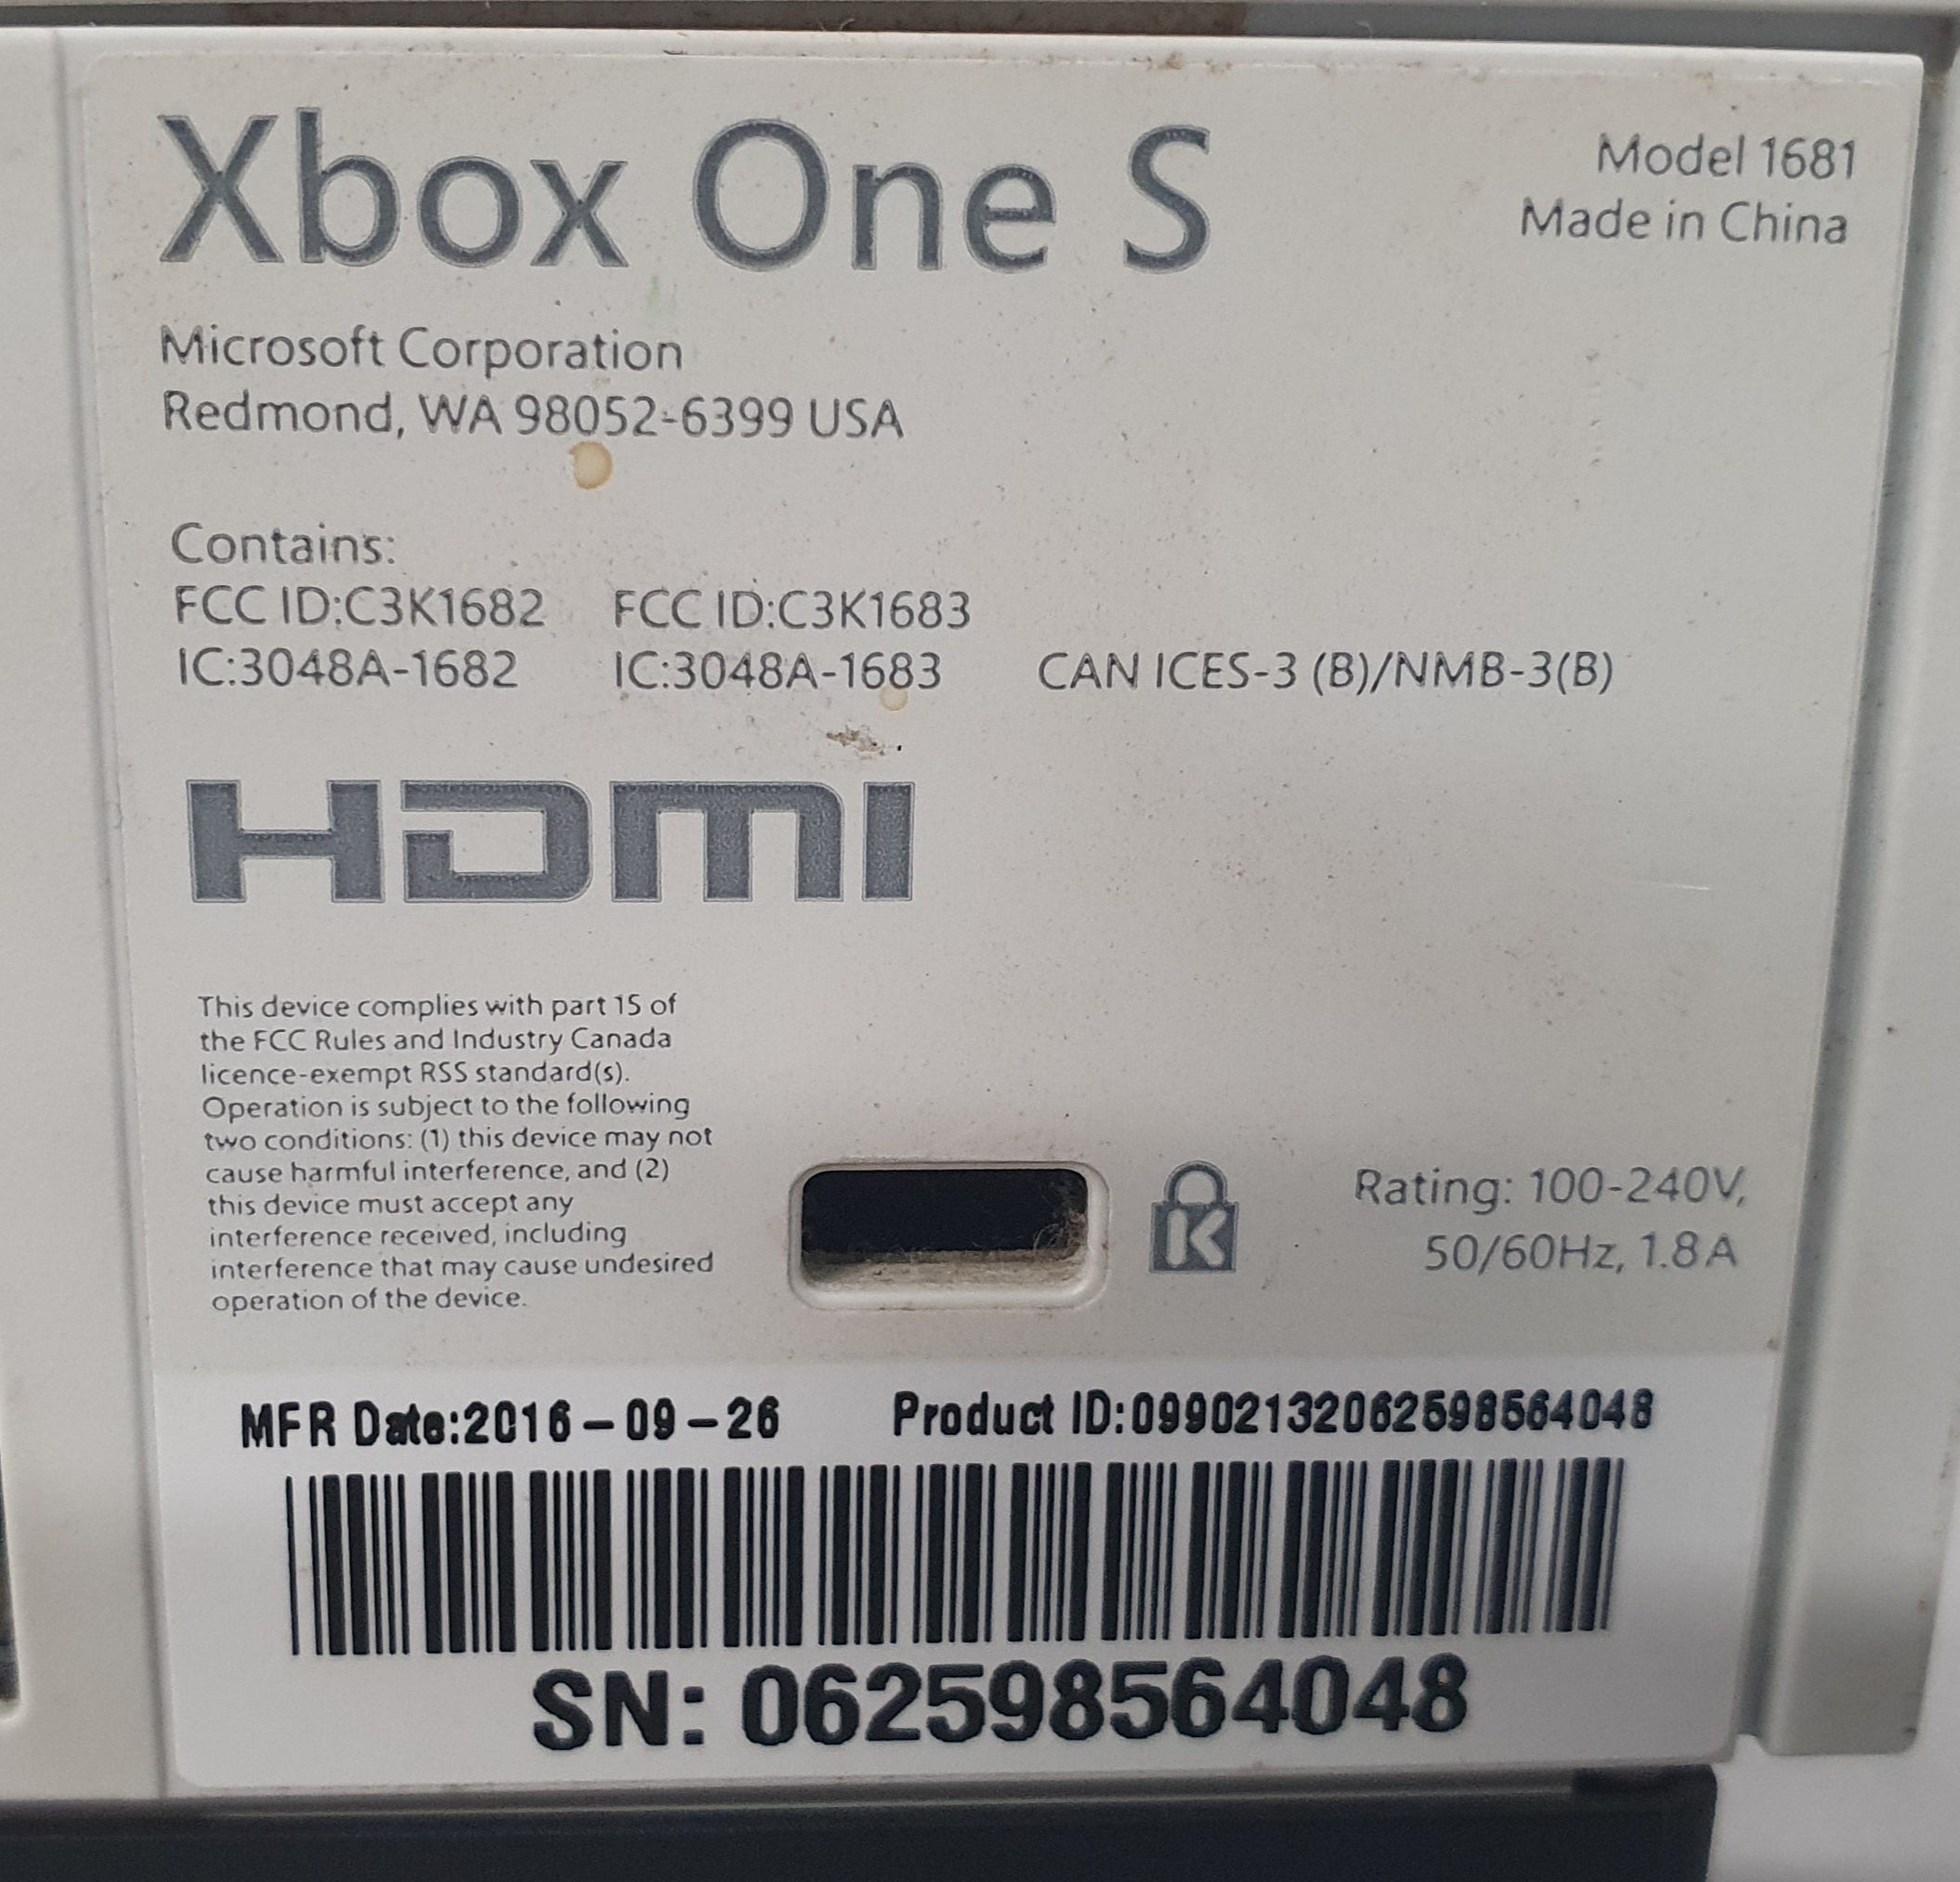 Xbox One S
Model 1681
Made in China
Microsoft Corporation
Redmond, WA 98052-6399 USA
Contains:
FCC ID:C3K1682 FCC ID:C3K1683
IC:3048A-1682 IC:3048A-1683 CAN ICES-3 (B)/NMB-3(B)
HDMI
This device complies with part 15 of
the FCC Rules and Industry Canada
licence-exempt RSS standard(s).
Operation is subject to the following
two conditions: (1) this device may not
cause harmful interference, and (2)
this device must accept any
interference received, including
interference that may cause undesired
operation of the device.
K
Rating: 100-240V,
50/60Hz, 1.8 A
MFR Date:2016-09-26 Product ID:09902132062598564048
SN: 062598564048